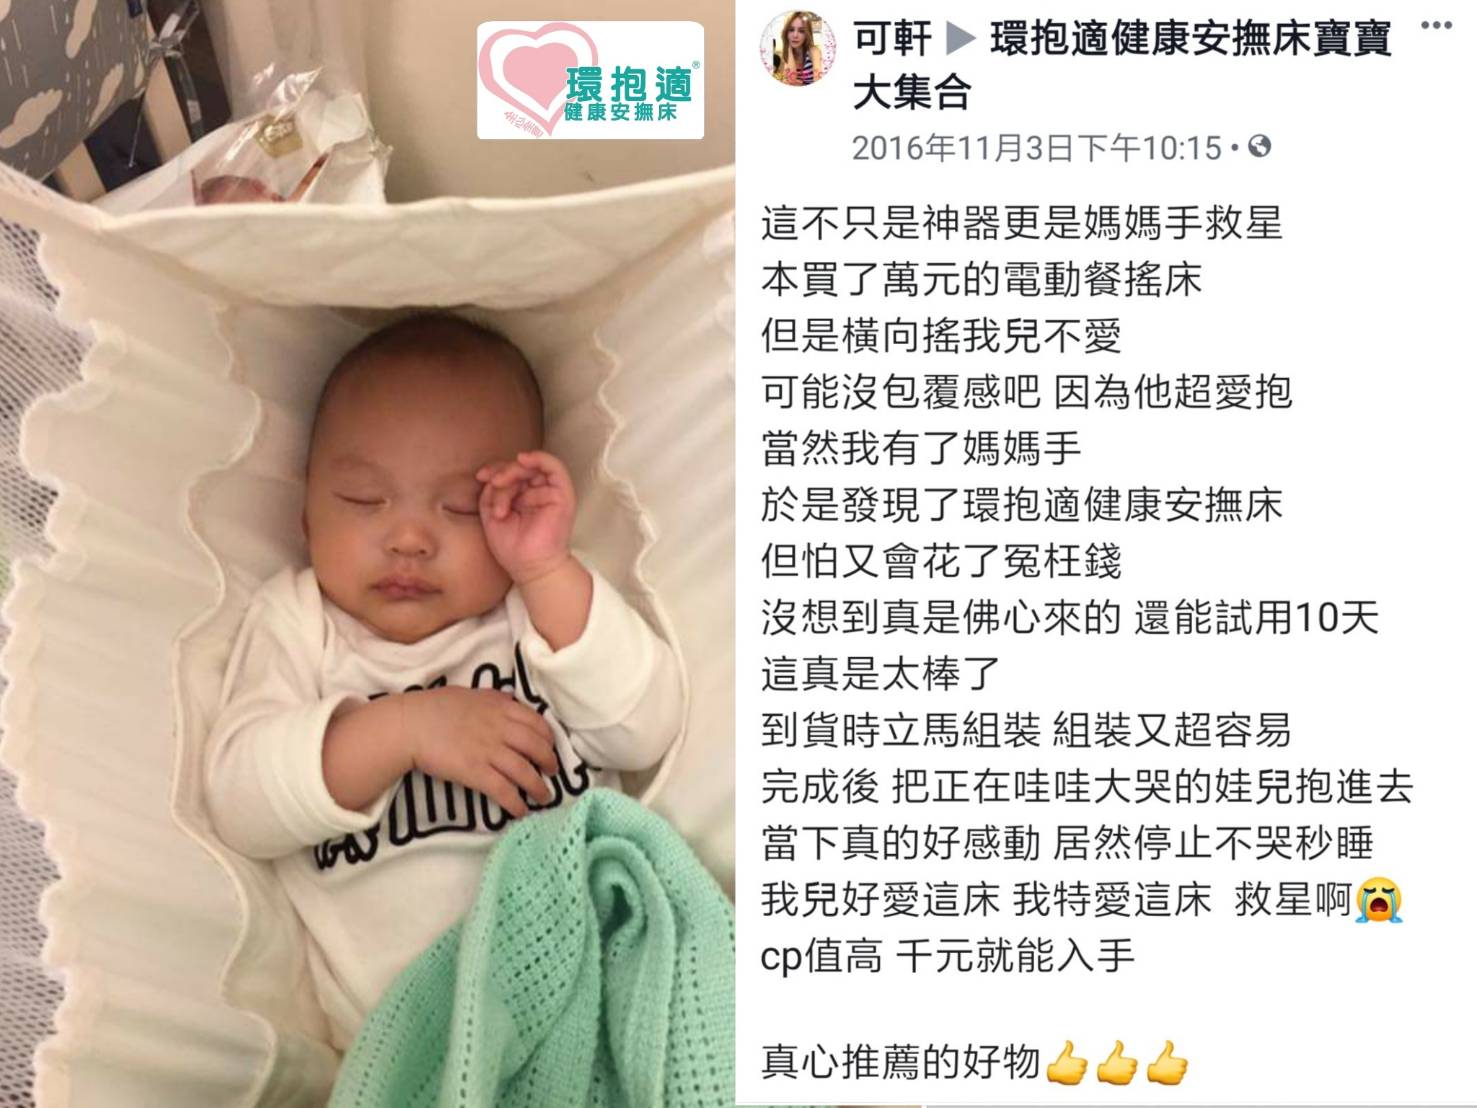 環抱適®
健康安撫床
可軒 ▶ 環抱適健康安撫床寶寶
大集合
2016年11月3日下午10:15
這不只是神器更是媽媽手救星
本買了萬元的電動餐搖床
但是橫向搖我兒不愛
可能沒包覆感吧 因為他超愛抱
當然我有了媽媽手
於是發現了環抱適健康安撫床
但怕又會花了冤枉錢
沒想到真是佛心來的 還能試用10天
這真是太棒了
到貨時立馬組裝 組裝又超容易
完成後 把正在哇哇大哭的娃兒抱進去
當下真的好感動 居然停止不哭秒睡
我兒好愛這床 我特愛這床 救星啊😭
cp值高 千元就能入手
真心推薦的好物👍👍👍